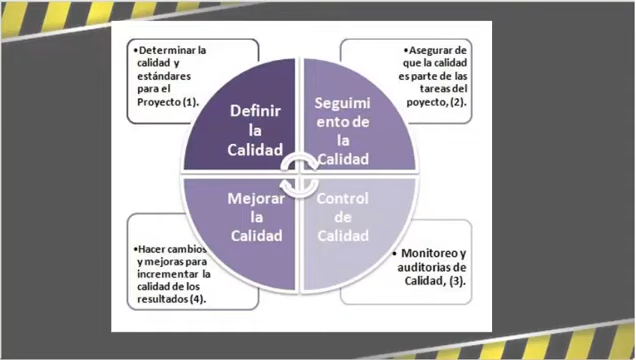 •Determinar la
calidad y
estándares
para el
Proyecto (1).
•Asegurar de
que la calidad
es parte de las
tareas del
poyecto, (2).
Definir
la
Calidad
Seguimi
ento de
la
Calidad
Mejorar
la
Calidad
Control
de
Calidad
•Hacer cambios
y mejoras para
incrementar la
calidad de los
resultados (4).
• Monitoreo y
auditorias de
Calidad, (3).